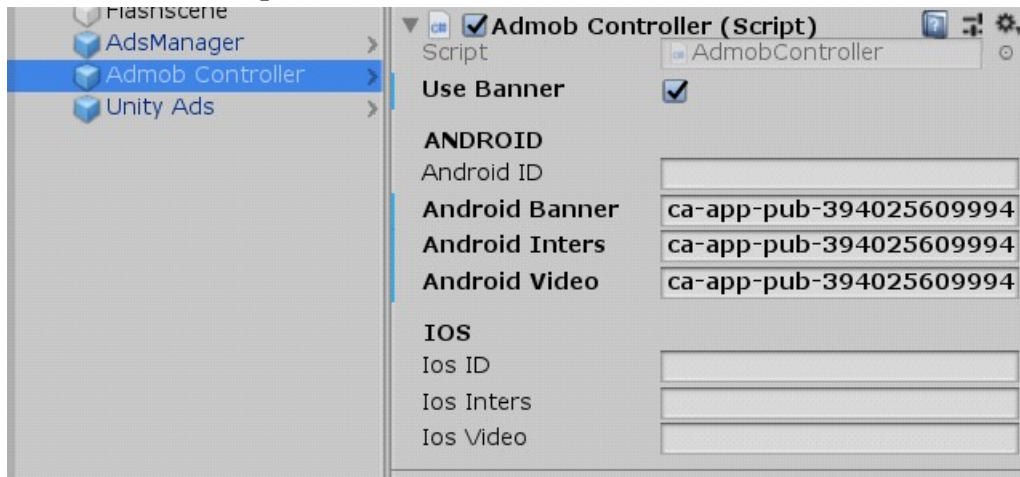 Flashscene
AdsManager
Admob Controller
Unity Ads
Admob Controller (Script)
Script AdmobController
Use Banner
ANDROID
Android ID
Android Banner ca-app-pub-394025609994
Android Inters ca-app-pub-394025609994
Android Video ca-app-pub-394025609994
IOS
Ios ID
Ios Inters
Ios Video